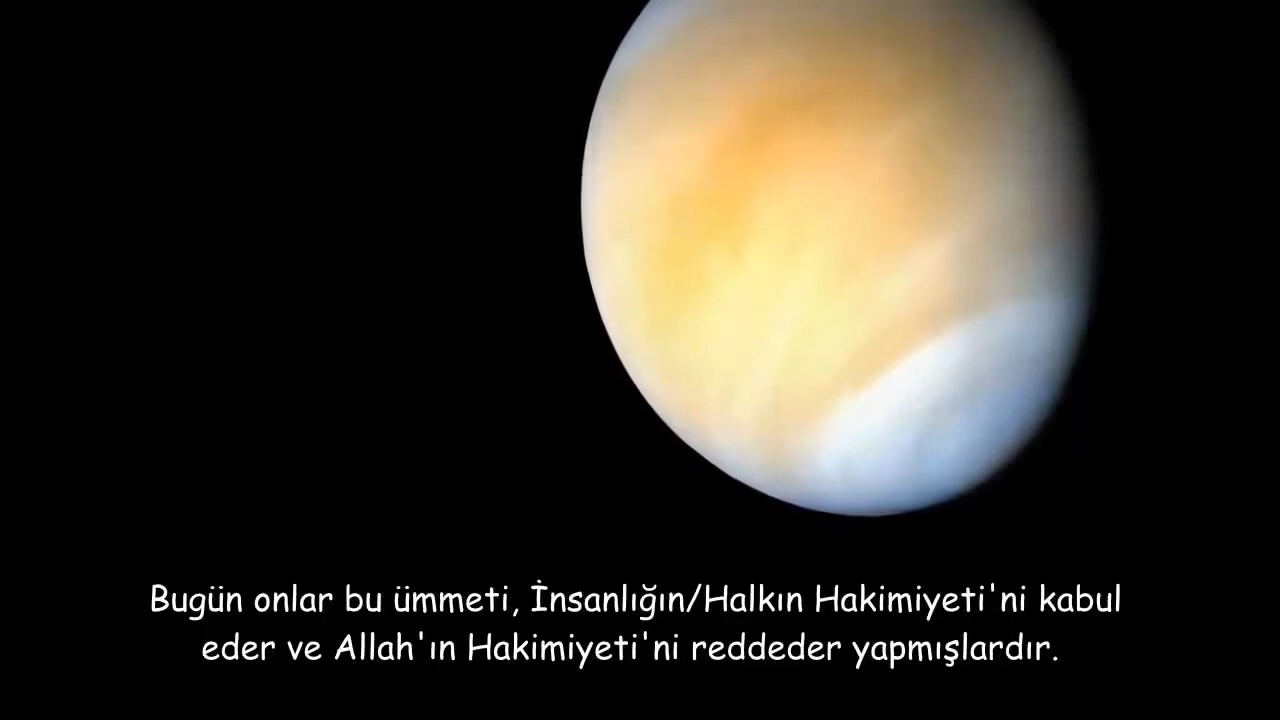 Bugün onlar bu ümmeti, İnsanlığın/Halkın Hakimiyeti'ni kabul
eder ve Allah'ın Hakimiyeti'ni reddeder yapmışlardır.